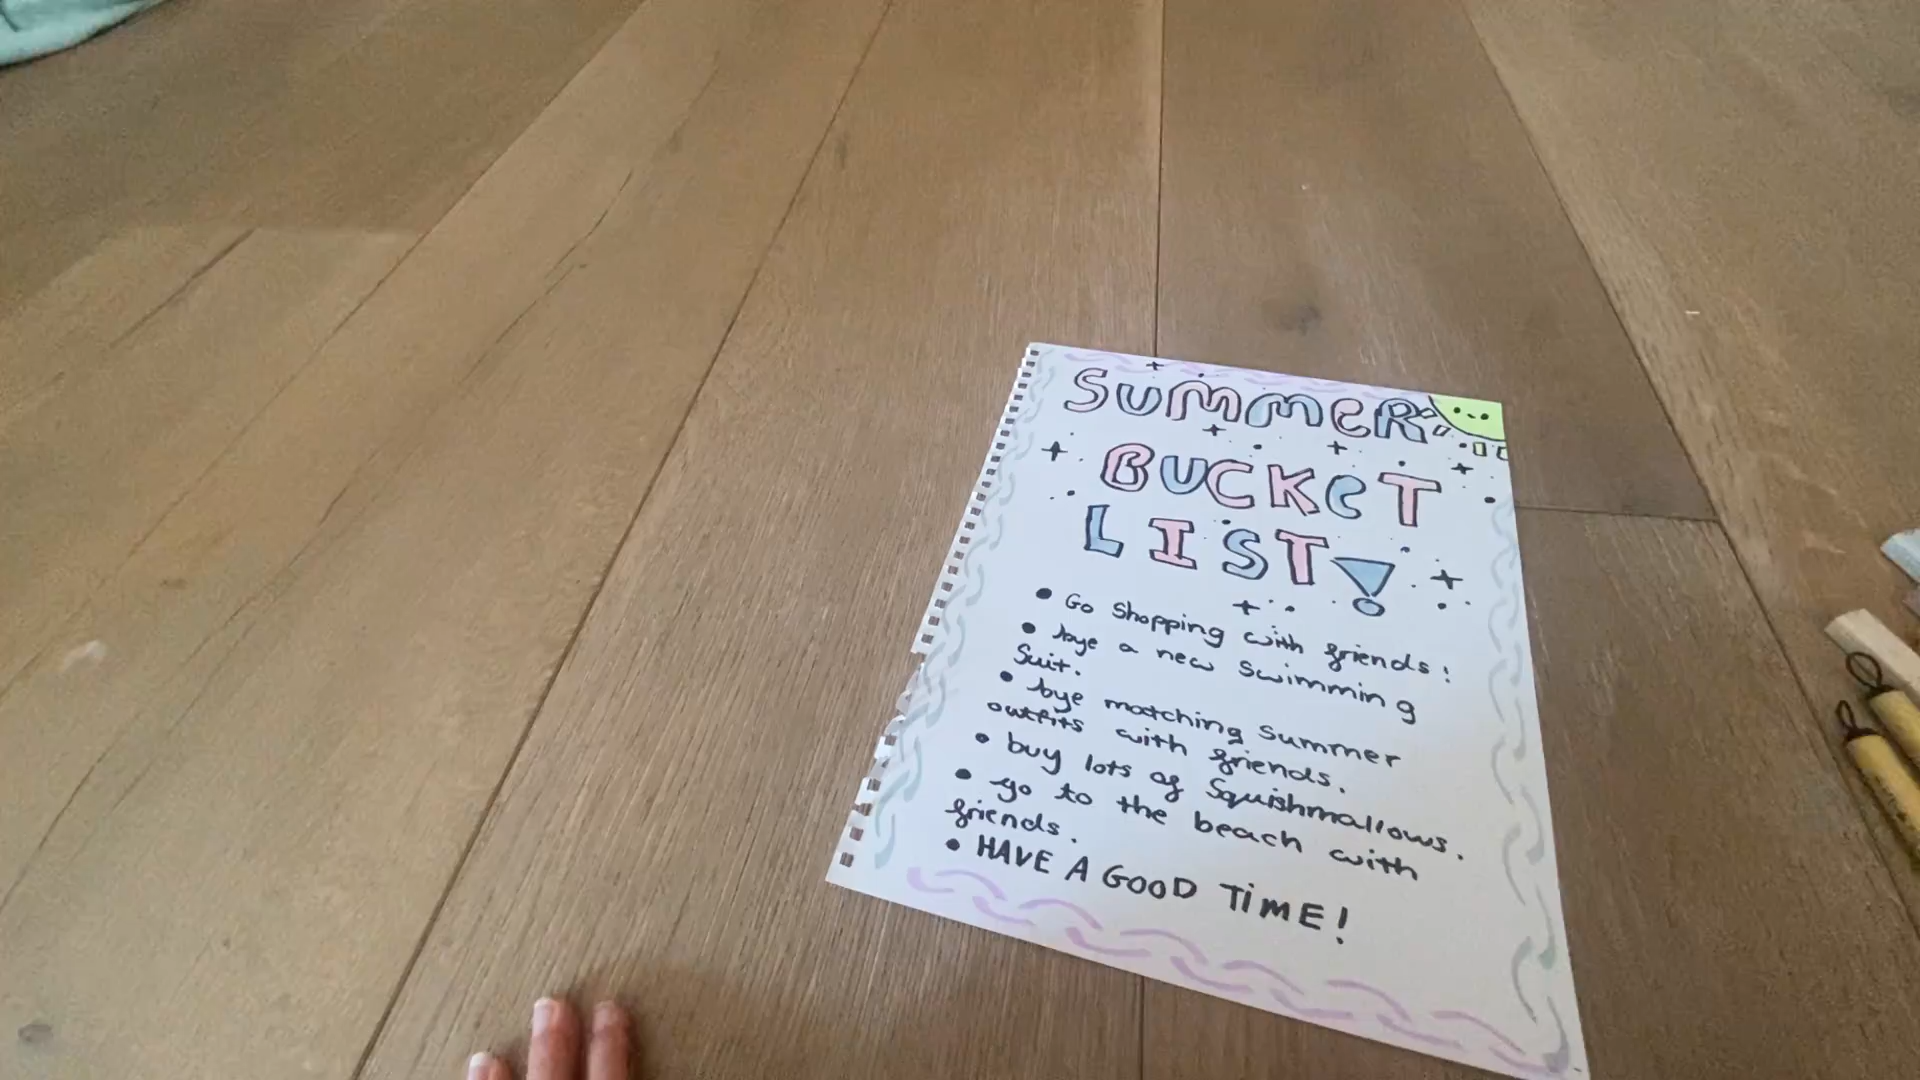 SUMMER
BUCKET
LIST!
• Go Shopping with friends!
• bye a new Swimming
Suit.
• bye matching Summer
outfits with friends.
• buy lots of Squishmallows.
• go to the beach with
friends.
• HAVE A GOOD TiME!